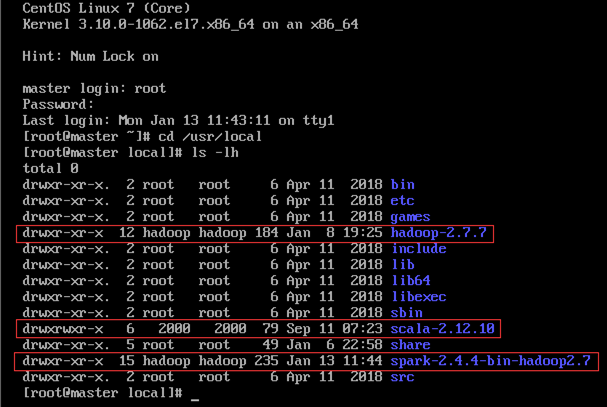 CentOS Linux 7 (Core)
Kernel 3.10.0-1062.el7.x86_64 on an x86_64
Hint: Num Lock on
master login: root
Password:
Last login: Mon Jan 13 11:43:11 on tty1
[root@master ~]# cd /usr/local
[root@master local]# ls -lh
total 0
drwxr-xr-x.  2 root   root     6 Apr 11  2018 bin
drwxr-xr-x.  2 root   root     6 Apr 11  2018 etc
drwxr-xr-x.  2 root   root     6 Apr 11  2018 games
drwxr-xr-x  12 hadoop hadoop 184 Jan  8 19:25 hadoop-2.7.7
drwxr-xr-x.  2 root   root     6 Apr 11  2018 include
drwxr-xr-x.  2 root   root     6 Apr 11  2018 lib
drwxr-xr-x.  2 root   root     6 Apr 11  2018 lib64
drwxr-xr-x.  2 root   root     6 Apr 11  2018 libexec
drwxr-xr-x.  2 root   root     6 Apr 11  2018 sbin
drwxrwxr-x   6   2000   2000  79 Sep 11 07:23 scala-2.12.10
drwxr-xr-x.  5 root   root    49 Jan  6 22:58 share
drwxr-xr-x  15 hadoop hadoop 235 Jan 13 11:44 spark-2.4.4-bin-hadoop2.7
drwxr-xr-x.  2 root   root     6 Apr 11  2018 src
[root@master local]# _